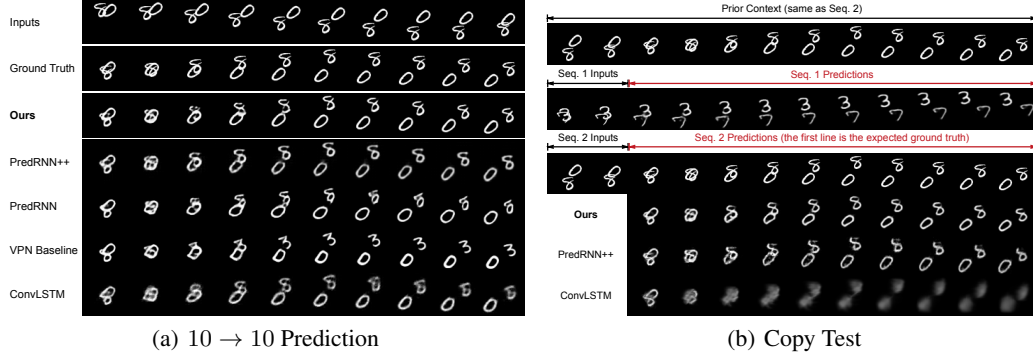 Inputs
Ground Truth
Ours
PredRNN++
PredRNN
VPN Baseline
ConvLSTM
(a) 10 → 10 Prediction
Prior Context (same as Seq. 2)
Seq. 1 Inputs Seq. 1 Predictions
Seq. 2 Inputs Seq. 2 Predictions (the first line is the expected ground truth)
Ours
PredRNN++
ConvLSTM
(b) Copy Test